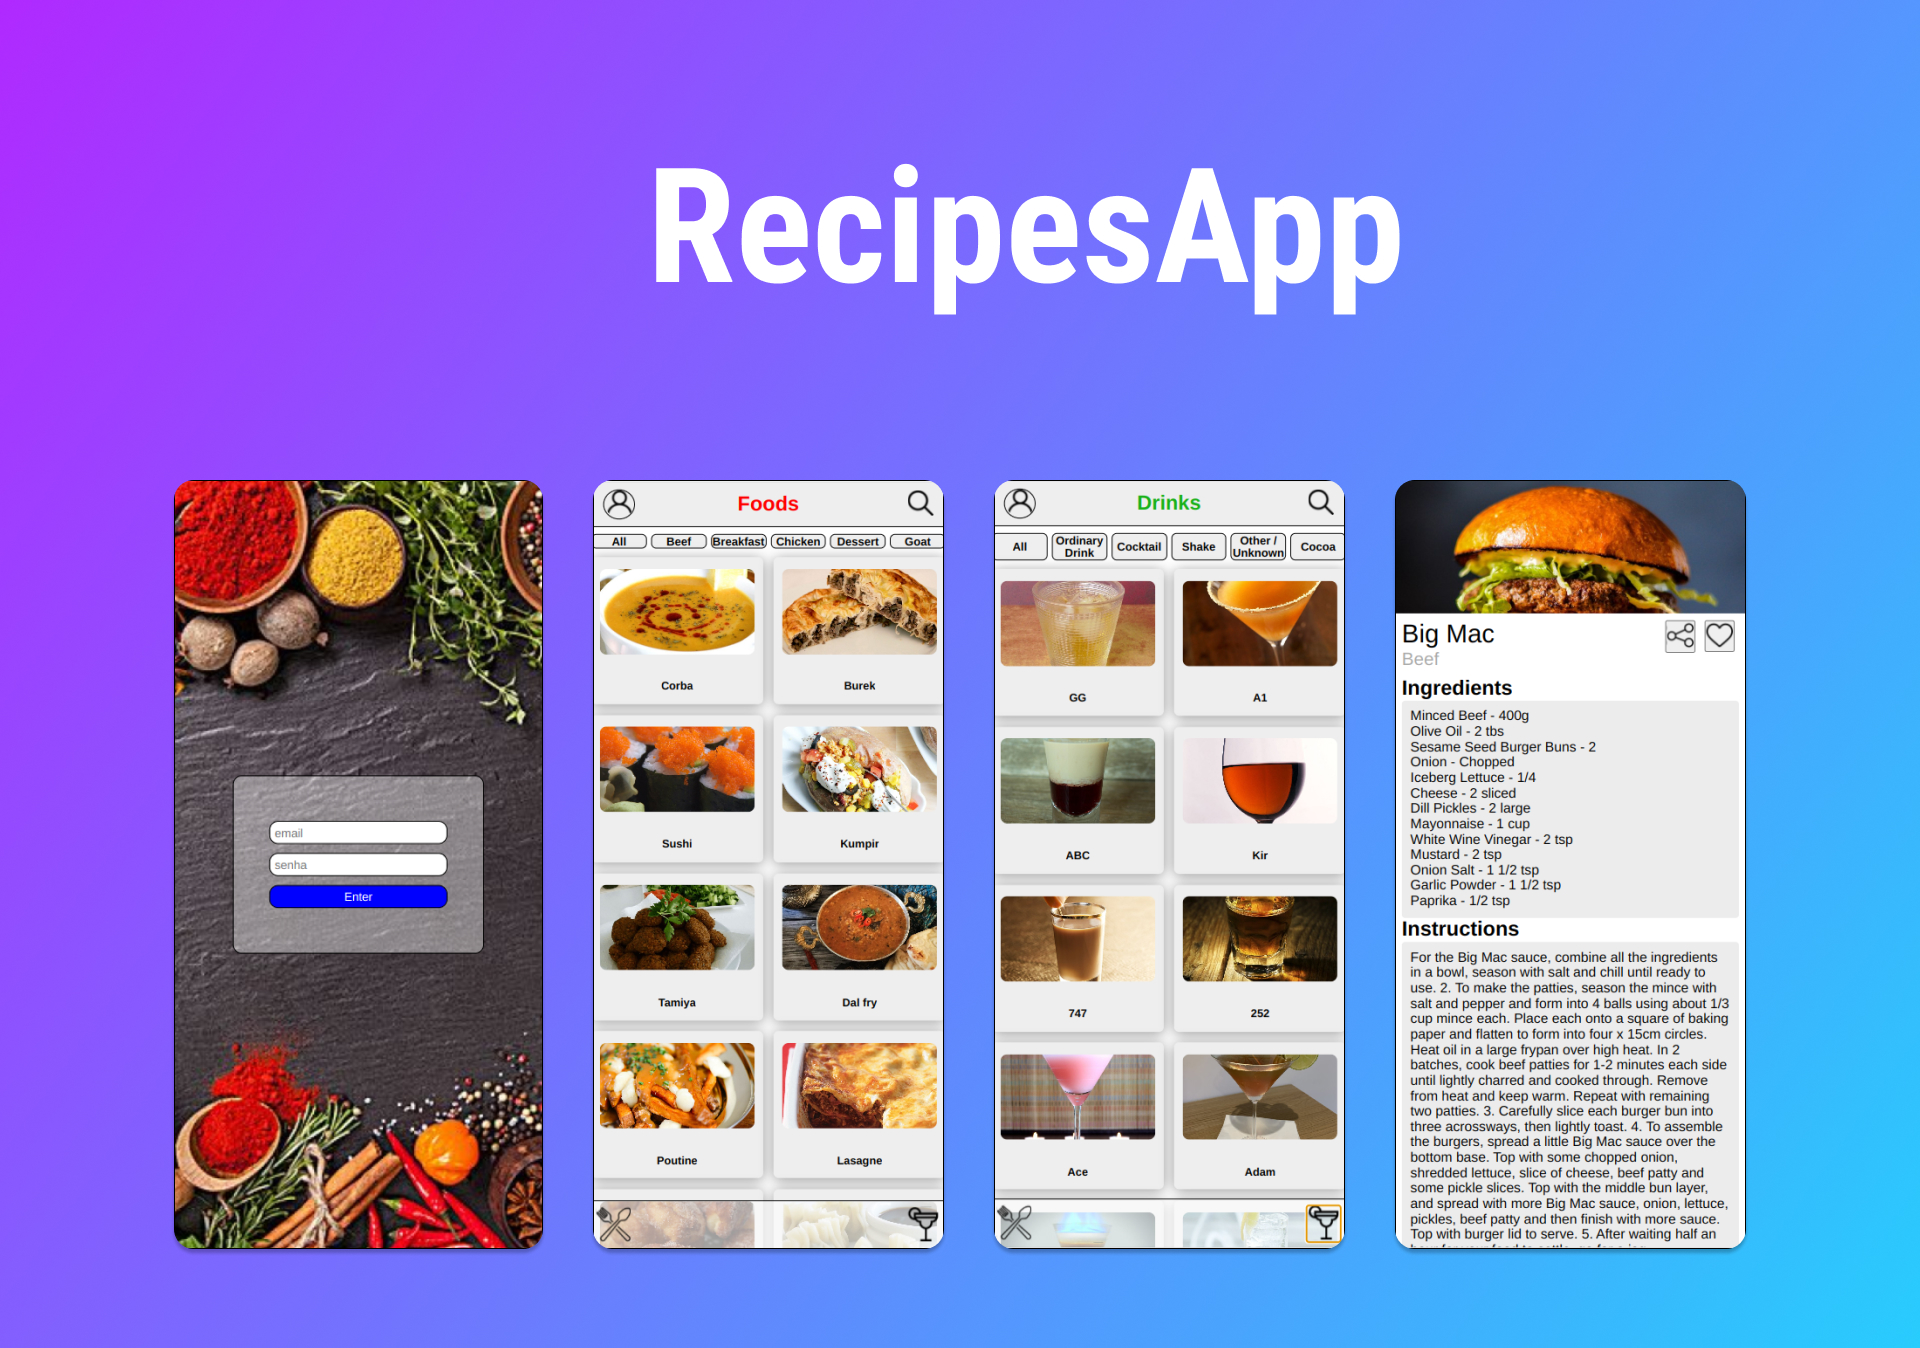 RecipesApp
email
senha
Enter
Foods
All
Beef
Breakfast
Chicken
Dessert
Goat
Corba
Burek
Sushi
Kumpir
Tamiya
Dal fry
Poutine
Lasagne
Drinks
All
Ordinary
Drink
Cocktail
Shake
Other /
Unknown
Cocoa
GG
A1
ABC
Kir
747
252
Ace
Adam
Big Mac
Beef
Ingredients
Minced Beef - 400g
Olive Oil - 2 tbs
Sesame Seed Burger Buns - 2
Onion - Chopped
Iceberg Lettuce - 1/4
Cheese - 2 sliced
Dill Pickles - 2 large
Mayonnaise - 1 cup
White Wine Vinegar - 2 tsp
Mustard - 2 tsp
Onion Salt - 1 1/2 tsp
Garlic Powder - 1 1/2 tsp
Paprika - 1/2 tsp
Instructions
For the Big Mac sauce, combine all the ingredients
in a bowl, season with salt and chill until ready to
use. 2. To make the patties, season the mince with
salt and pepper and form into 4 balls using about 1/3
cup mince each. Place each onto a square of baking
paper and flatten to form into four x 15cm circles.
Heat oil in a large frypan over high heat. In 2
batches, cook beef patties for 1-2 minutes each side
until lightly charred and cooked through. Remove
from heat and keep warm. Repeat with remaining
two patties. 3. Carefully slice each burger bun into
three acrossways, then lightly toast. 4. To assemble
the burgers, spread a little Big Mac sauce over the
bottom base. Top with some chopped onion,
shredded lettuce, slice of cheese, beef patty and
some pickle slices. Top with the middle bun layer,
and spread with more Big Mac sauce, onion, lettuce,
pickles, beef patty and then finish with more sauce.
Top with burger lid to serve. 5. After waiting half an